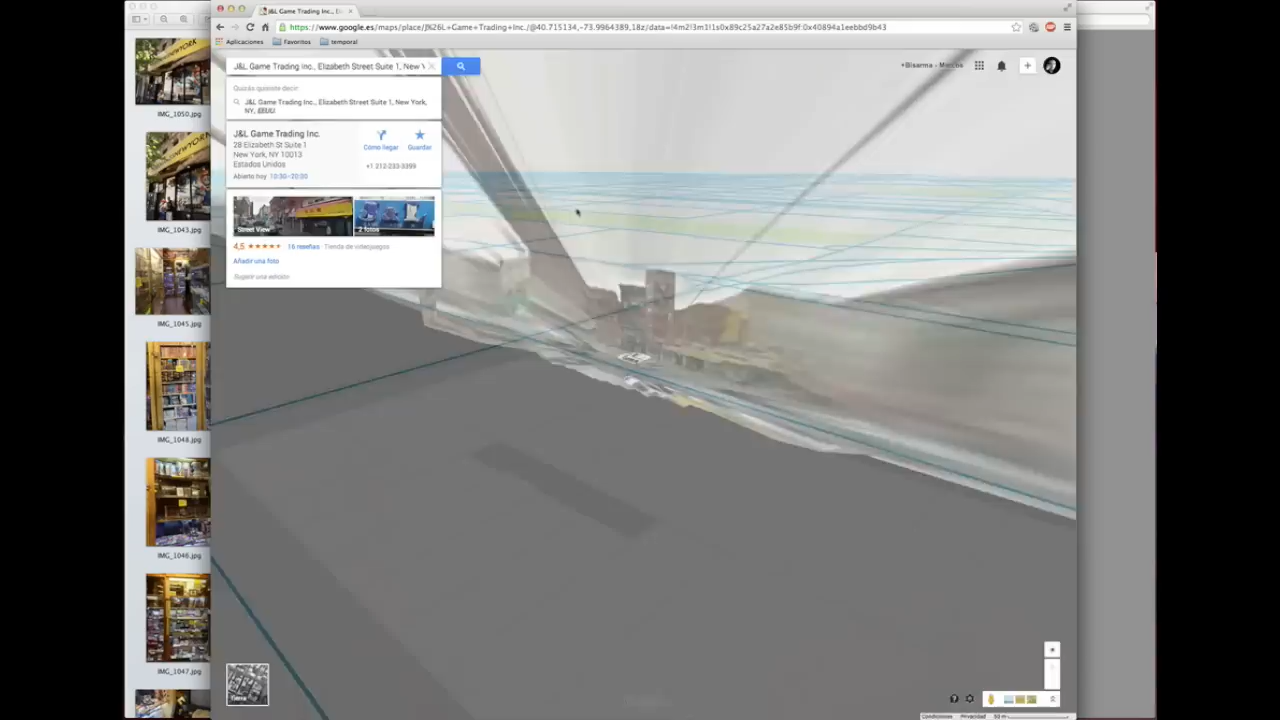 J&L Game Trading Inc., E
https://www.google.es/maps/place/J%26L+Game+Trading+Inc./@40.715134,-73.9964389,18z/data=!4m2!3m1!1s0x89c25a27a2e85b9f:0x40894a1eebbd9b43
Aplicaciones Favoritos temporal
J&L Game Trading Inc., Elizabeth Street Suite 1, New Y
+Bisarma - Marcos
Quizás quisiste decir:
J&L Game Trading Inc., Elizabeth Street Suite 1, New York,
NY, EEUU
J&L Game Trading Inc.
28 Elizabeth St Suite 1
New York, NY 10013
Estados Unidos
Abierto hoy 10:30–20:00
Cómo llegar
Guardar
+1 212-233-3399
Street View
2 fotos
4,5 16 reseñas · Tienda de videojuegos
Añadir una foto
Sugerir una edición
NEWYORK
IMG_1050.jpg
IMG_1043.jpg
IMG_1045.jpg
IMG_1048.jpg
IMG_1046.jpg
IMG_1047.jpg
Tierra
Condiciones Privacidad 50 m